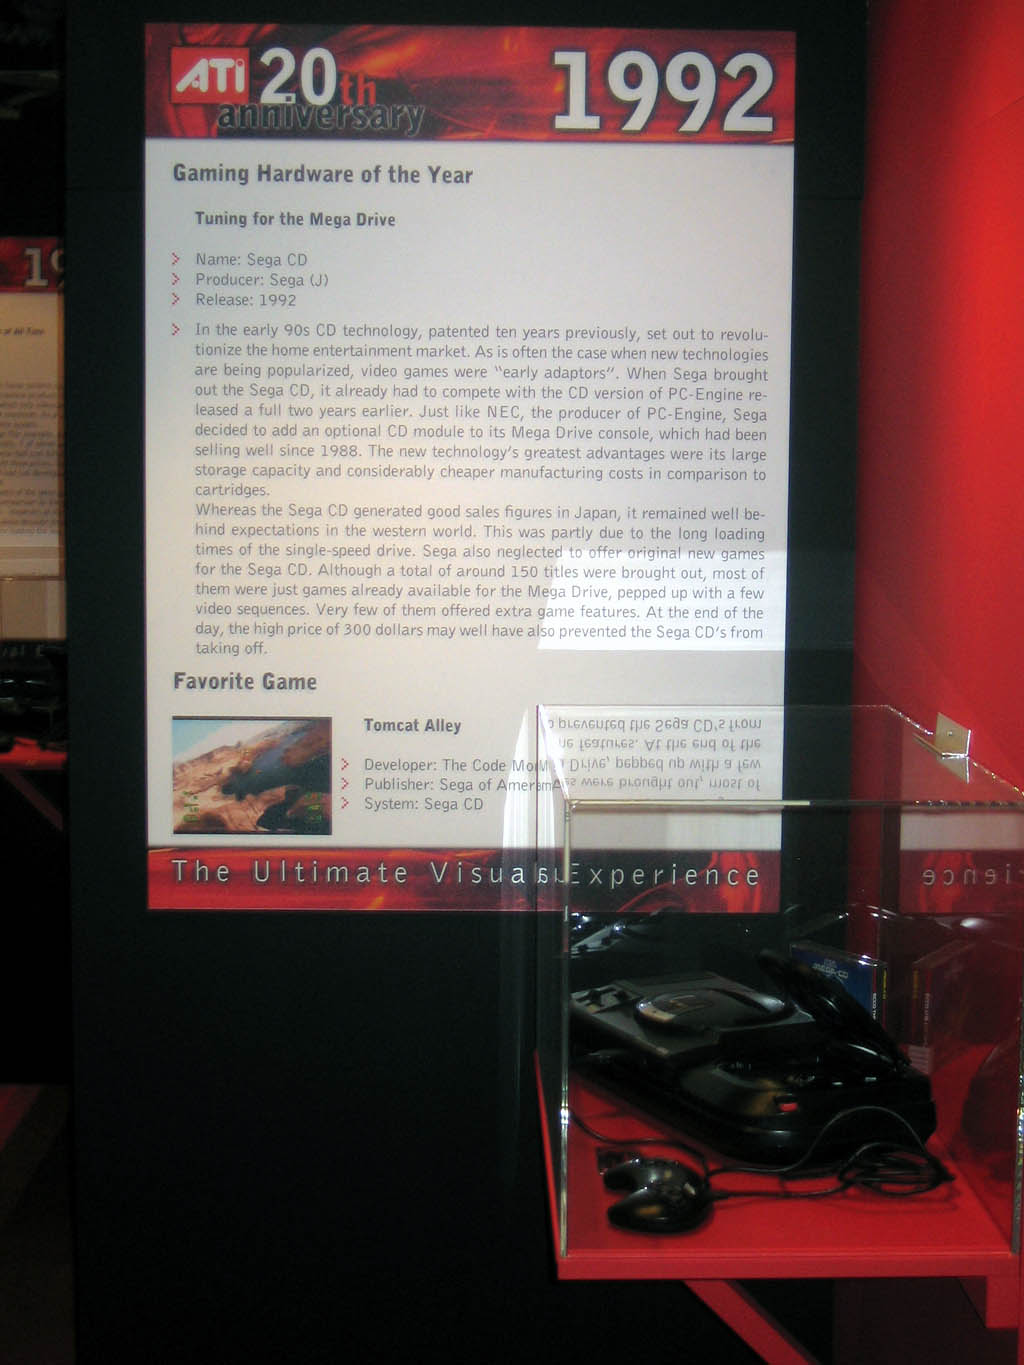 ATI 20th
anniversary
1992
Gaming Hardware of the Year
Tuning for the Mega Drive
Name: Sega CD
Producer: Sega (J)
Release: 1992
In the early 90s CD technology, patented ten years previously, set out to revolu-
tionize the home entertainment market. As is often the case when new technologies
are being popularized, video games were "early adaptors". When Sega brought
out the Sega CD, it already had to compete with the CD version of PC-Engine re-
leased a full two years earlier. Just like NEC, the producer of PC-Engine, Sega
decided to add an optional CD module to its Mega Drive console, which had been
selling well since 1988. The new technology's greatest advantages were its large
storage capacity and considerably cheaper manufacturing costs in comparison to
cartridges.
Whereas the Sega CD generated good sales figures in Japan, it remained well be-
hind expectations in the western world. This was partly due to the long loading
times of the single-speed drive. Sega also neglected to offer original new games
for the Sega CD. Although a total of around 150 titles were brought out, most of
them were just games already available for the Mega Drive, pepped up with a few
video sequences. Very few of them offered extra game features. At the end of the
day, the high price of 300 dollars may well have also prevented the Sega CD's from
taking off.
Favorite Game
Tomcat Alley
Developer: The Code
Publisher: Sega of
System: Sega CD
The Ultimate Visual Experience